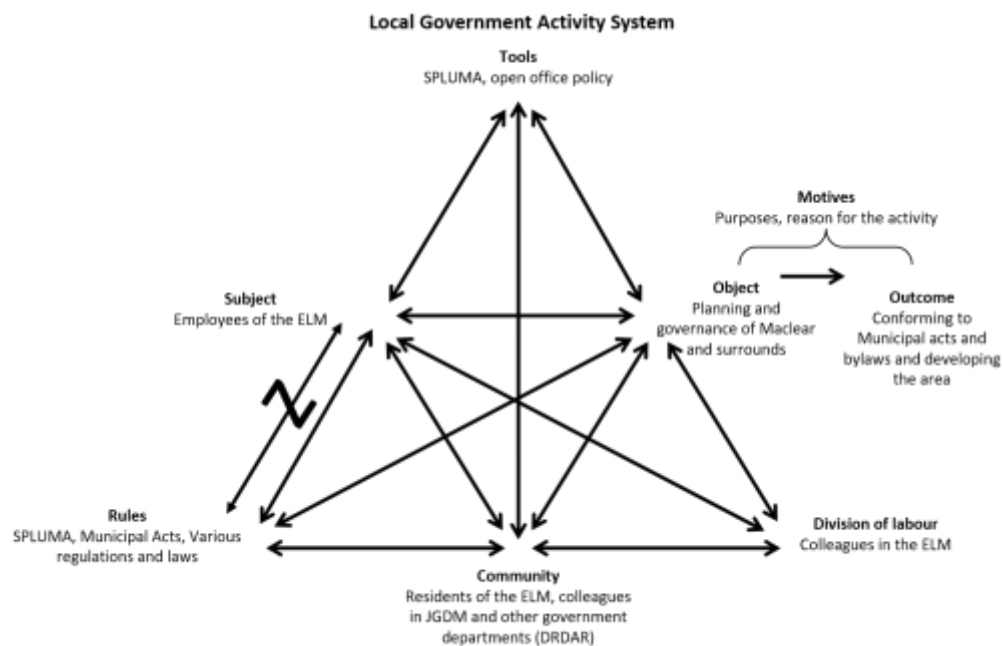 Local Government Activity System
Tools
SPLUMA, open office policy
Motives
Purposes, reason for the activity
Subject
Employees of the ELM
Object
Planning and
governance of Maclear
and surrounds
Outcome
Conforming to
Municipal acts and
bylaws and developing
the area
Rules
SPLUMA, Municipal Acts, Various
regulations and laws
Community
Residents of the ELM, colleagues
in JGDM and other government
departments (DRDAR)
Division of labour
Colleagues in the ELM